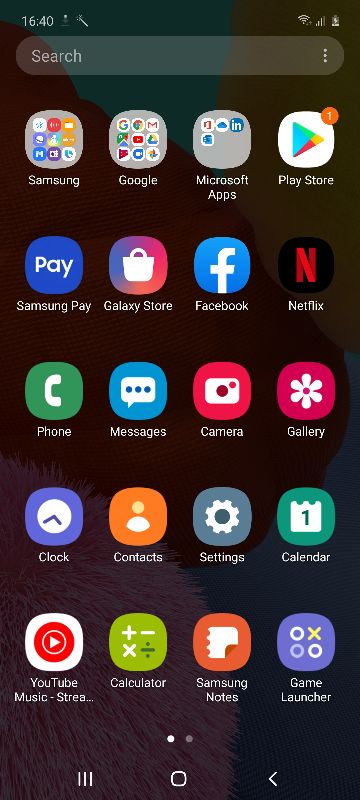 16:40
Search
1
Samsung
Google
Microsoft
Apps
Play Store
Pay
Samsung Pay
Galaxy Store
Facebook
Netflix
Phone
Messages
Camera
Gallery
1
Clock
Contacts
Settings
Calendar
YouTube
Music - Strea...
Calculator
Samsung
Notes
Game
Launcher